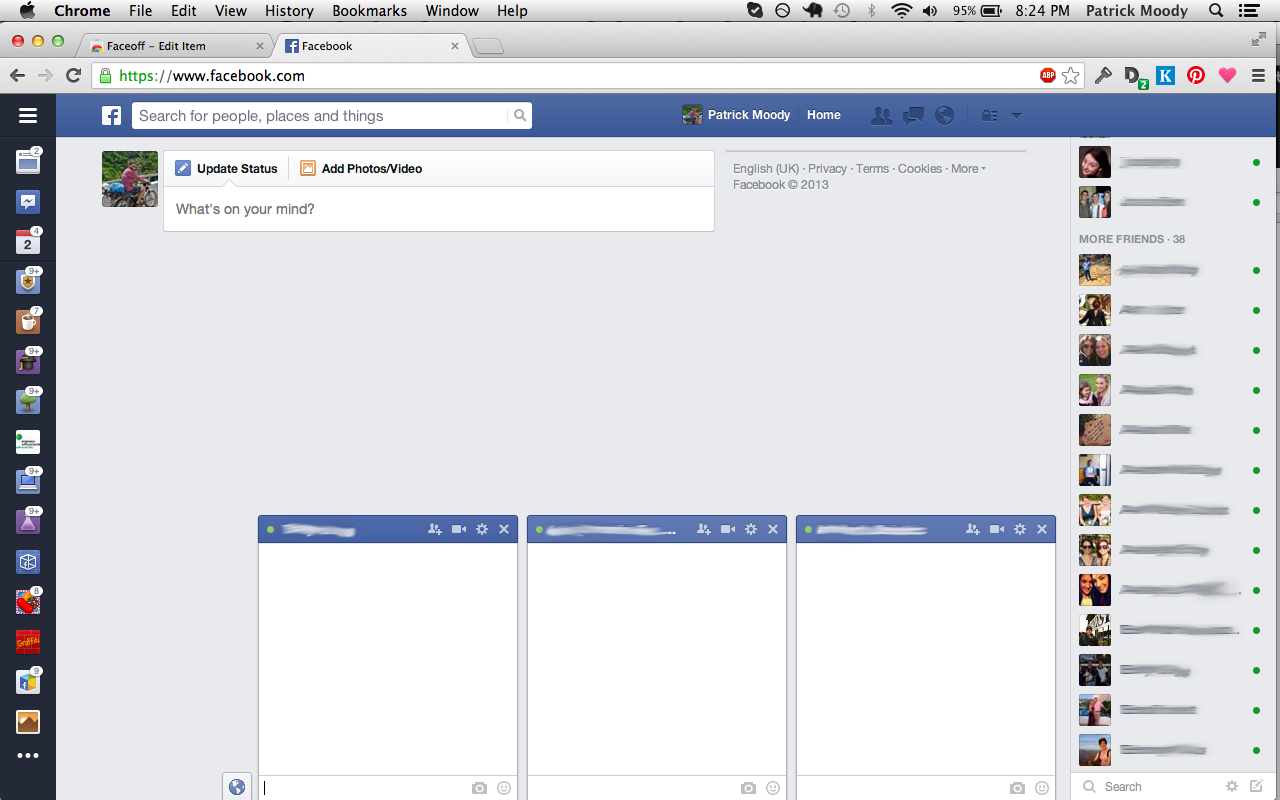 Chrome File Edit View History Bookmarks Window Help 95% 8:24 PM Patrick Moody
Faceoff – Edit Item
Facebook
https://www.facebook.com
ABP
2
K
Search for people, places and things
Patrick Moody
Home
2
4
2
9+
7
9+
9+
9+
9+
8
Graffiti
9
Update Status
Add Photos/Video
What's on your mind?
English (UK) · Privacy · Terms · Cookies · More
Facebook © 2013
MORE FRIENDS · 38
Search